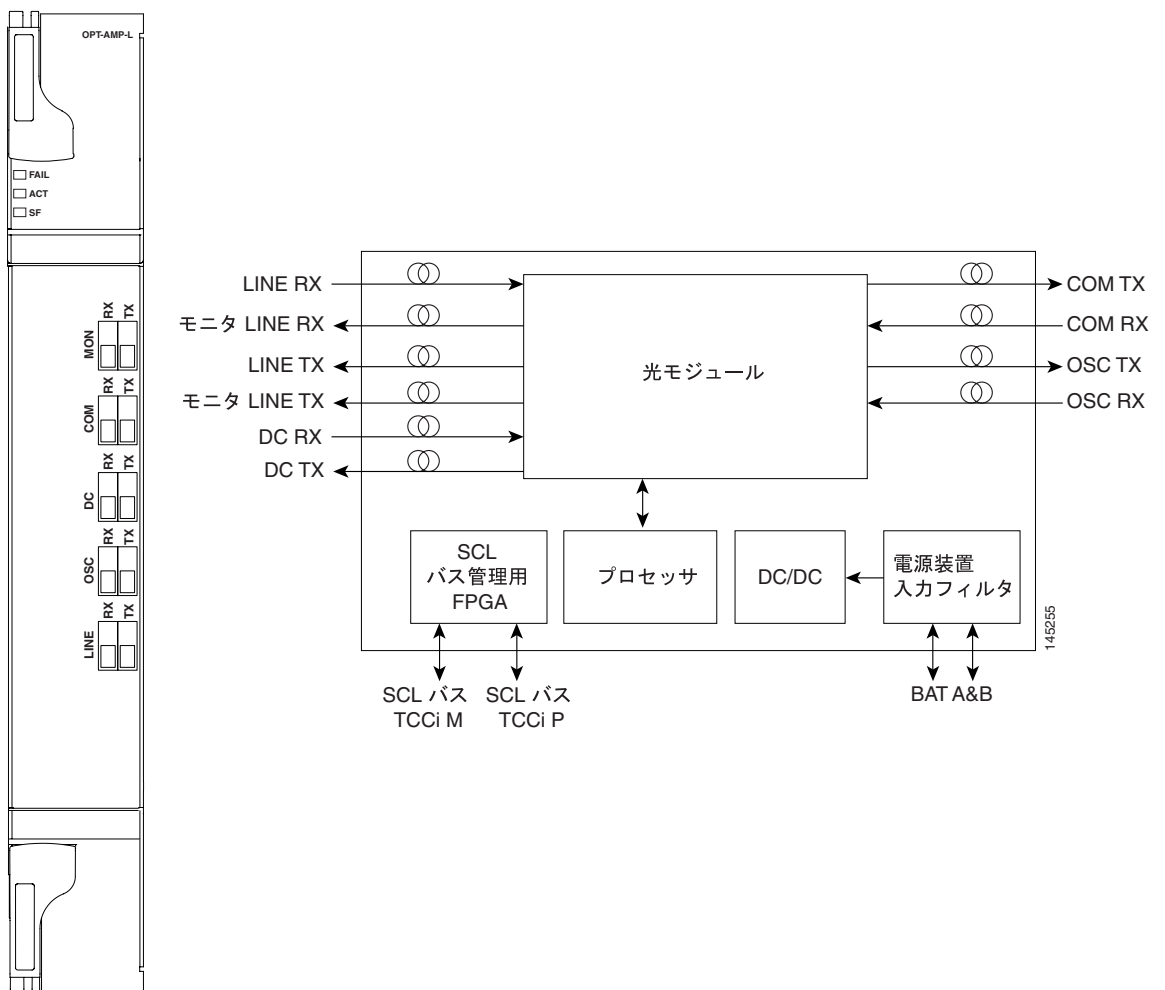 OPT-AMP-L
FAIL
ACT
SF
RX
TX
MON
RX
TX
COM
RX
TX
DC
RX
TX
OSC
RX
TX
LINE
LINE RX
モニタ LINE RX
LINE TX
モニタ LINE TX
DC RX
DC TX
光モジュール
COM TX
COM RX
OSC TX
OSC RX
SCL
バス管理用
FPGA
プロセッサ
DC/DC
電源装置
入力フィルタ
SCL バス
TCCi M
SCL バス
TCCi P
BAT A&B
145255